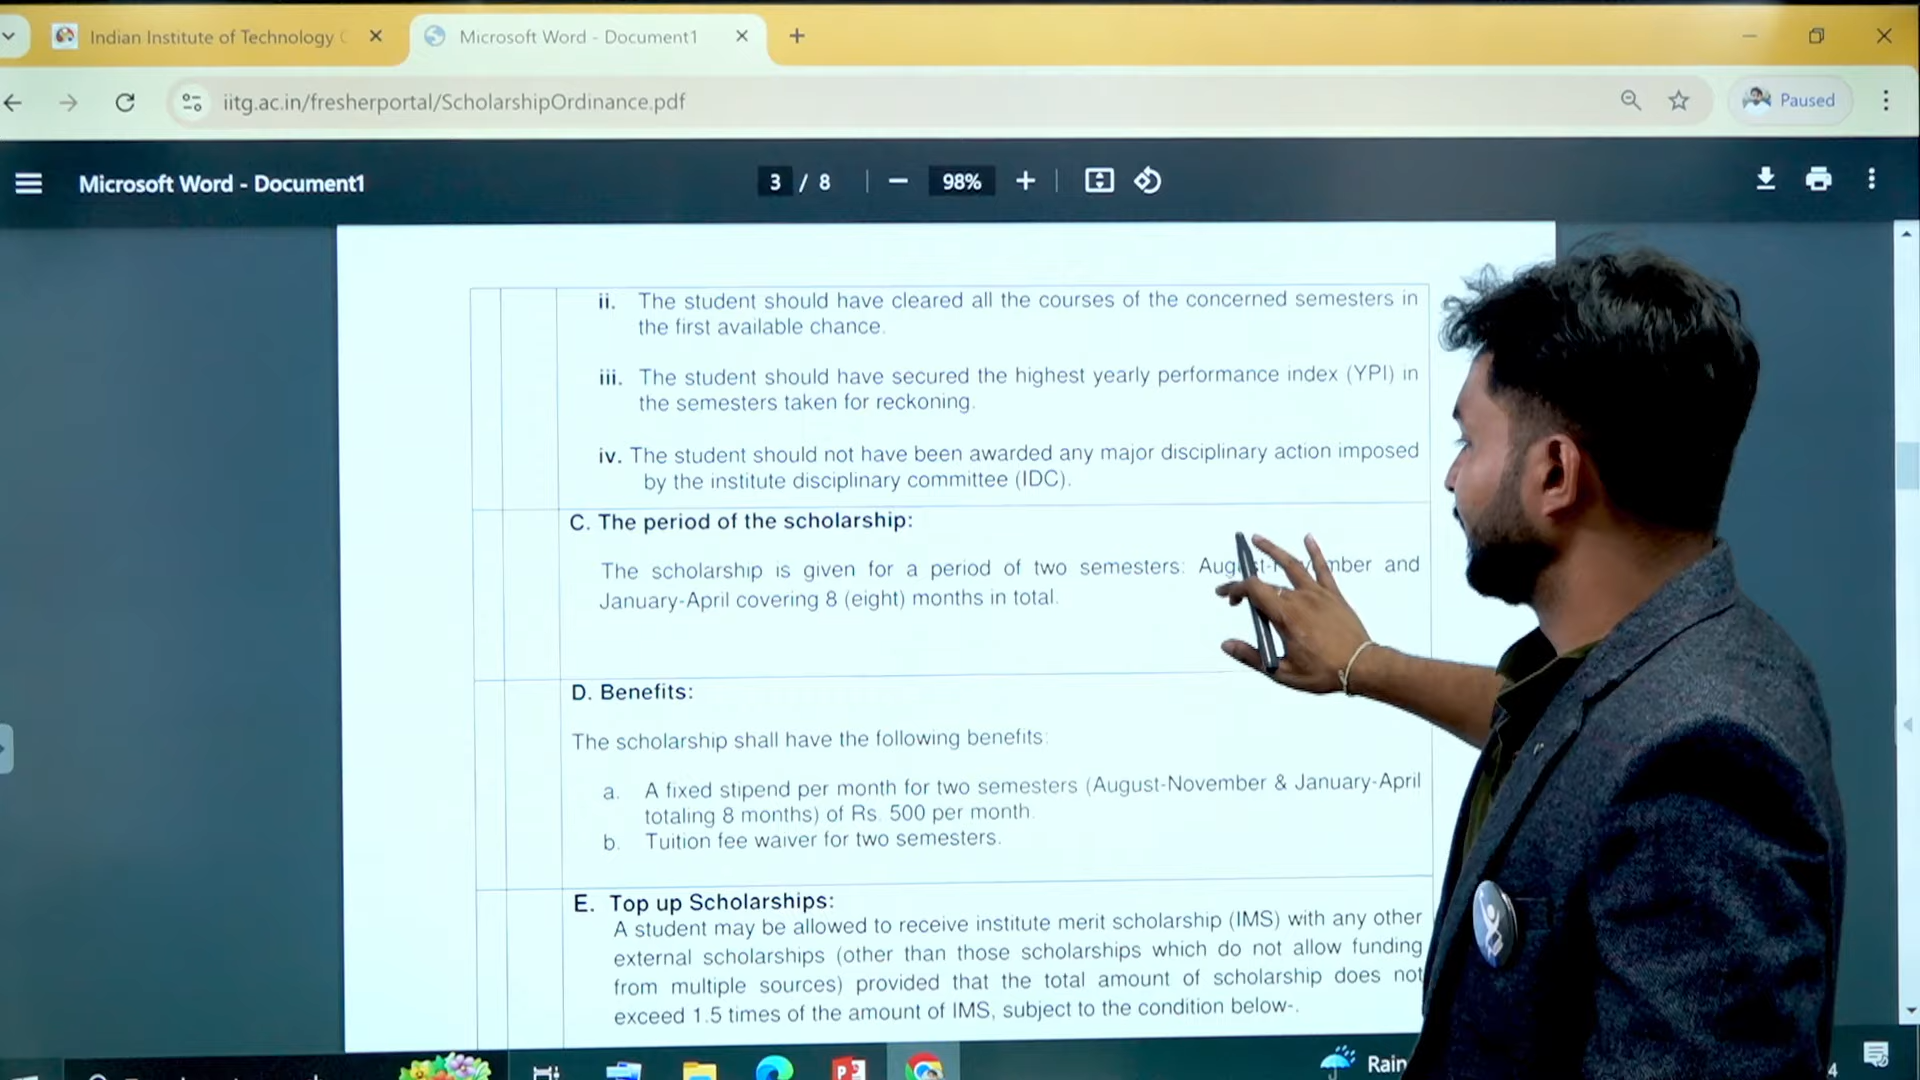 Indian Institute of Technology
Microsoft Word - Document1
iitg.ac.in/fresherportal/ScholarshipOrdinance.pdf
Paused
Microsoft Word - Document1
3 / 8
98%
ii. The student should have cleared all the courses of the concerned semesters in
the first available chance.
iii. The student should have secured the highest yearly performance index (YPI) in
the semesters taken for reckoning.
iv. The student should not have been awarded any major disciplinary action imposed
by the institute disciplinary committee (IDC).
C. The period of the scholarship:
The scholarship is given for a period of two semesters: and
January-April covering 8 (eight) months in total.
D. Benefits:
The scholarship shall have the following benefits:
a. A fixed stipend per month for two semesters (August-November & January-April
totaling 8 months) of Rs. 500 per month.
b. Tuition fee waiver for two semesters.
E. Top up Scholarships:
A student may be allowed to receive institute merit scholarship (IMS) with any other
external scholarships (other than those scholarships which do not allow funding
from multiple sources) provided that the total amount of scholarship does not
exceed 1.5 times of the amount of IMS, subject to the condition below-.
Rain